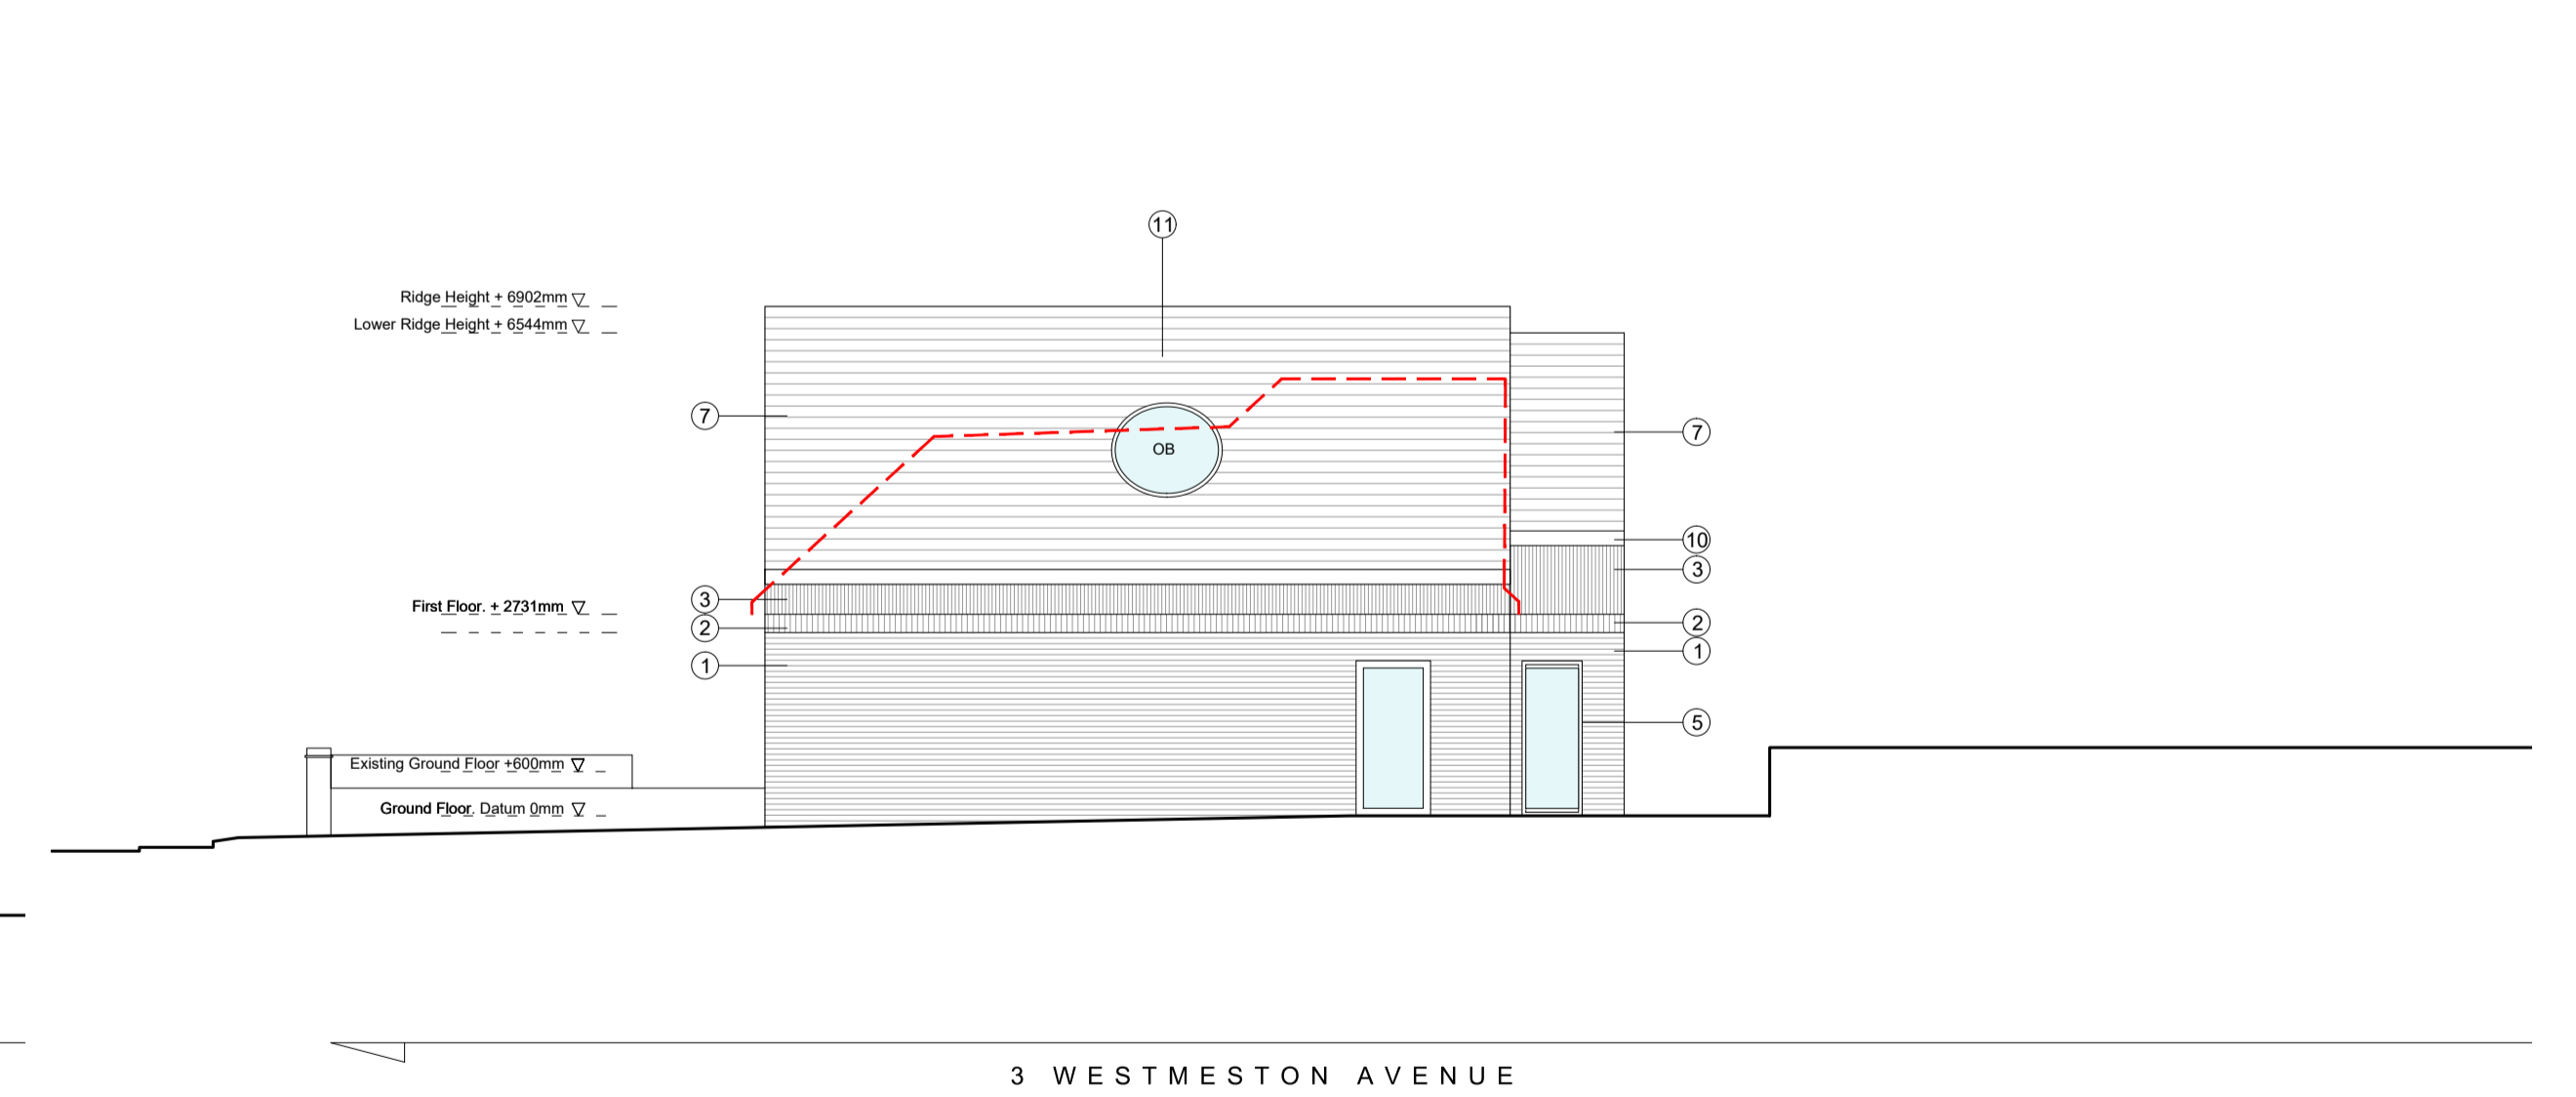 11
Ridge Height + 6902mm
Lower Ridge Height + 6544mm
7
7
OB
10
3
3
First Floor. + 2731mm
2
2
1
1
5
Existing Ground Floor +600mm
Ground Floor. Datum 0mm
3 WESTMESTON AVENUE